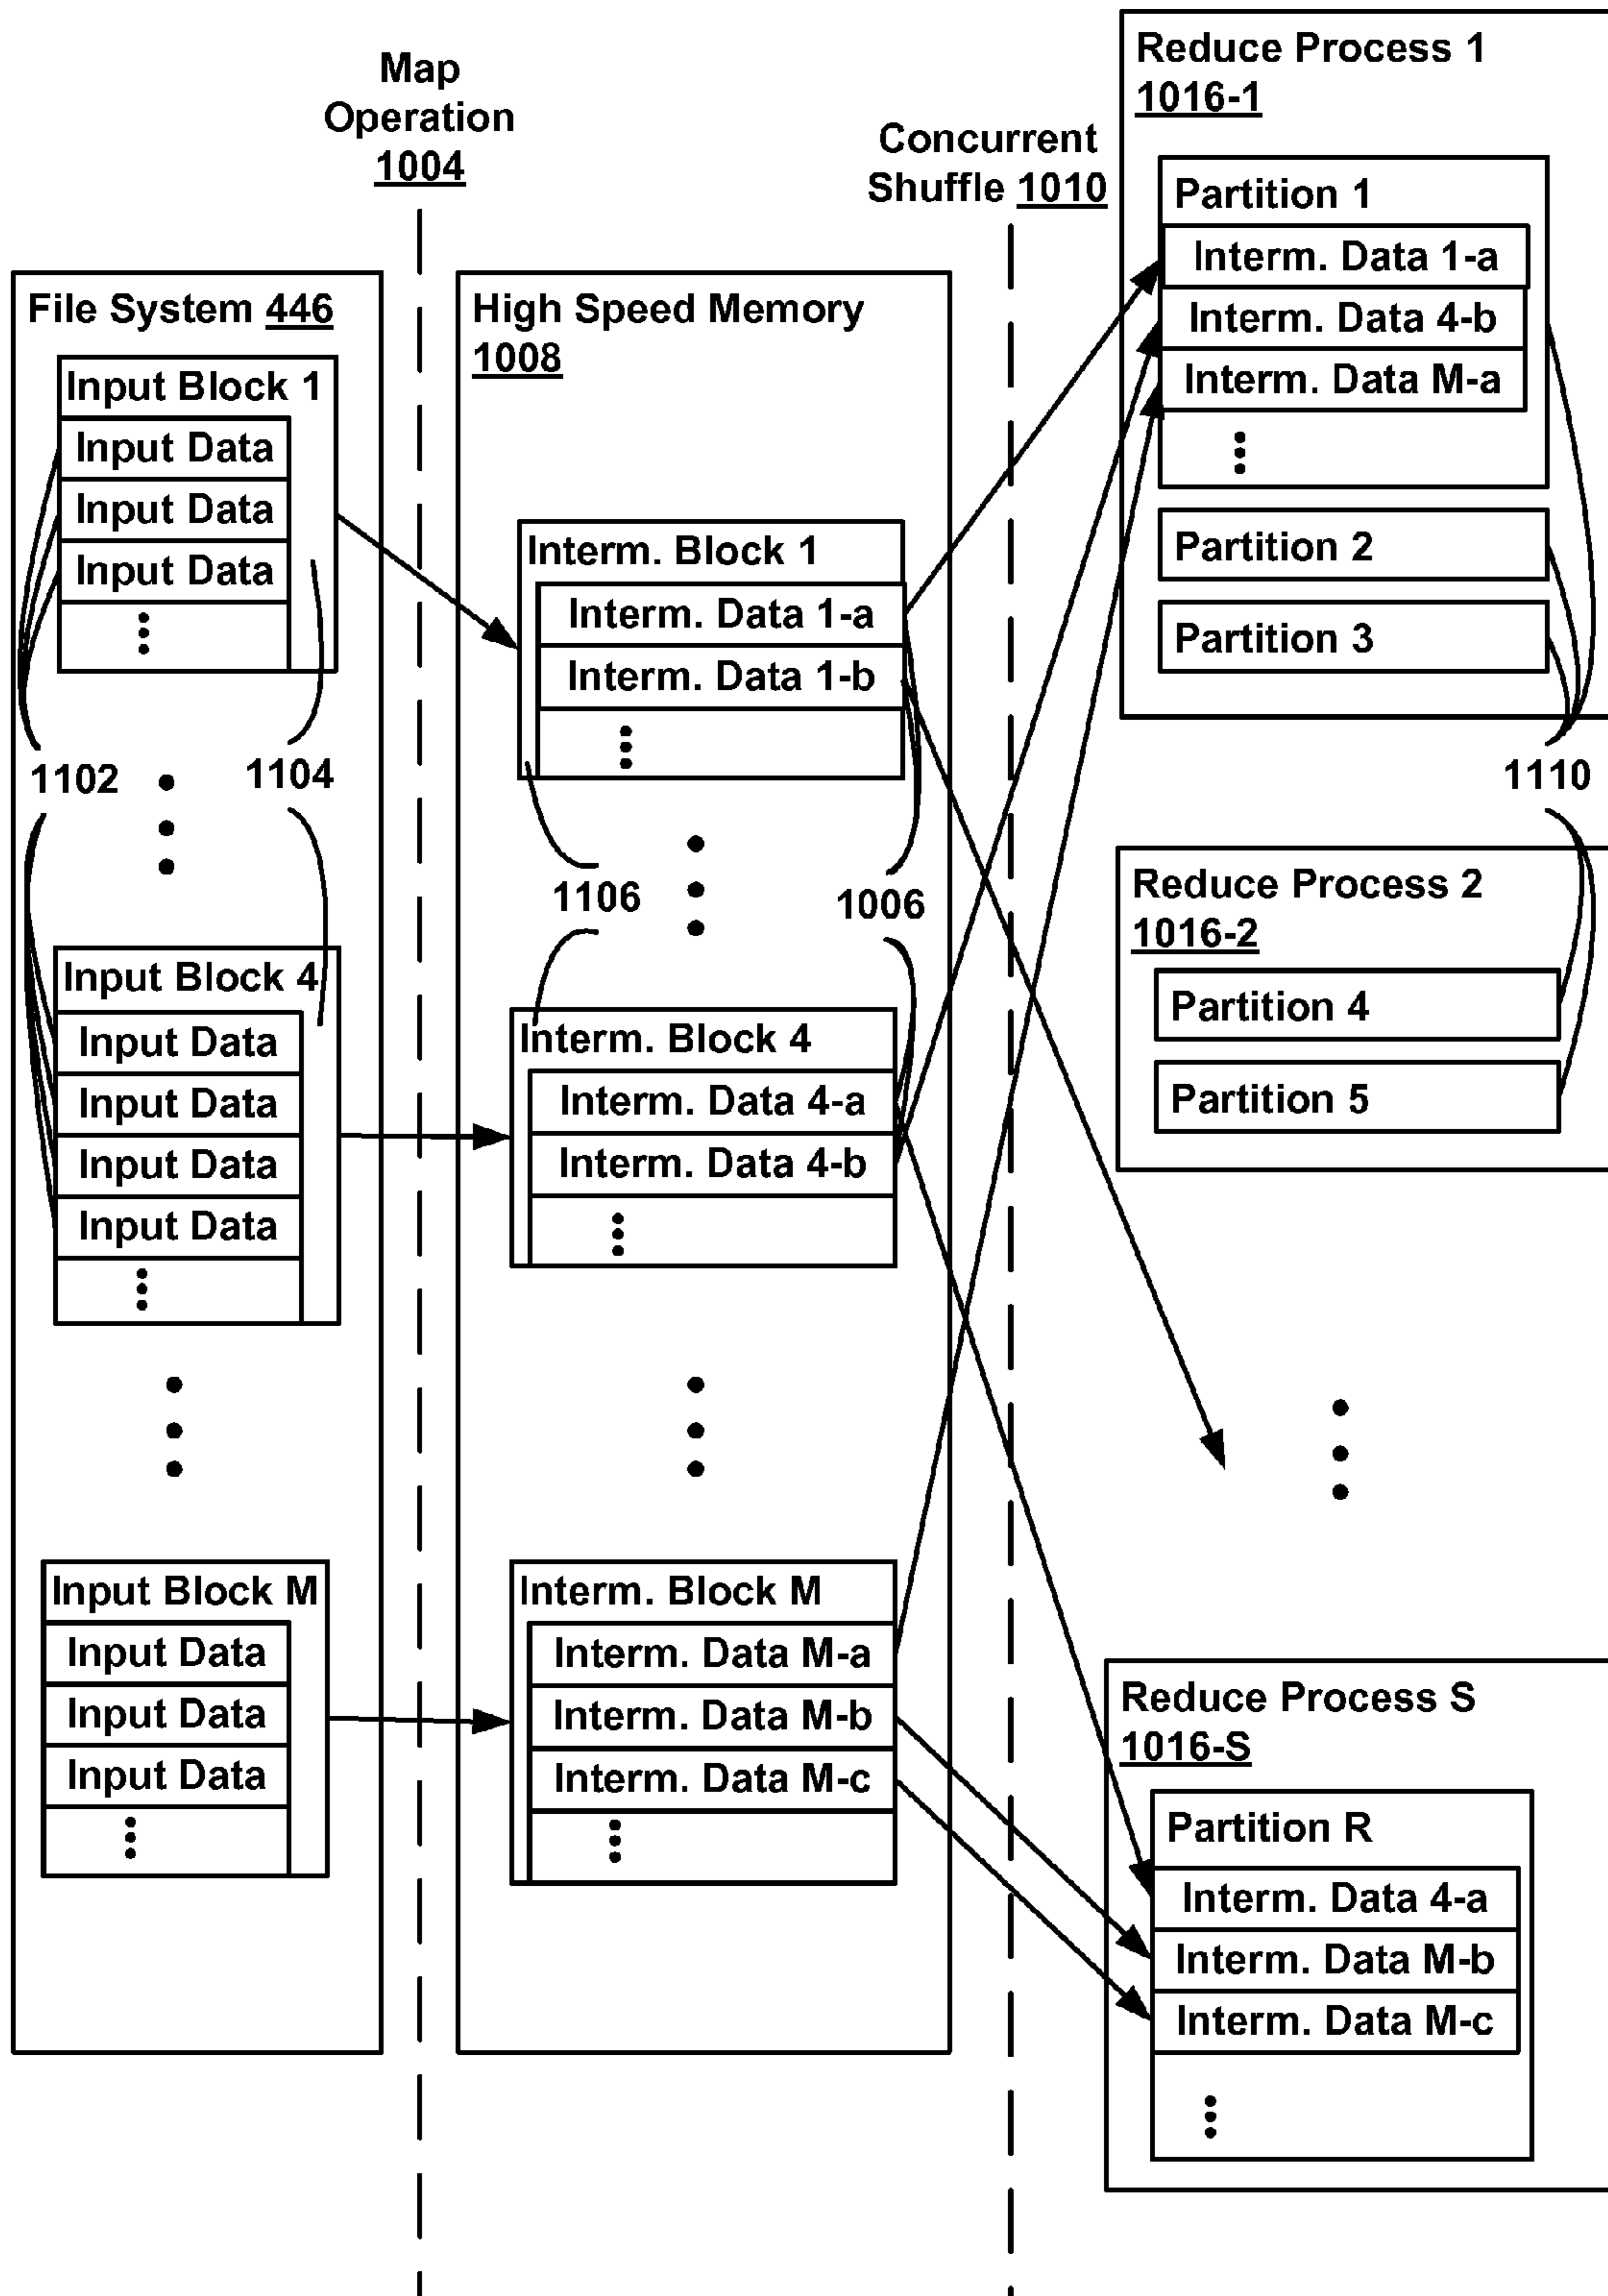 Map
Operation
1004
Concurrent
Shuffle 1010
File System 446
Input Block 1
Input Data
Input Data
Input Data
1102
1104
Input Block 4
Input Data
Input Data
Input Data
Input Data
Input Block M
Input Data
Input Data
Input Data
High Speed Memory
1008
Interm. Block 1
Interm. Data 1-a
Interm. Data 1-b
1106
1006
Interm. Block 4
Interm. Data 4-a
Interm. Data 4-b
Interm. Block M
Interm. Data M-a
Interm. Data M-b
Interm. Data M-c
Reduce Process 1
1016-1
Partition 1
Interm. Data 1-a
Interm. Data 4-b
Interm. Data M-a
Partition 2
Partition 3
1110
Reduce Process 2
1016-2
Partition 4
Partition 5
Reduce Process S
1016-S
Partition R
Interm. Data 4-a
Interm. Data M-b
Interm. Data M-c